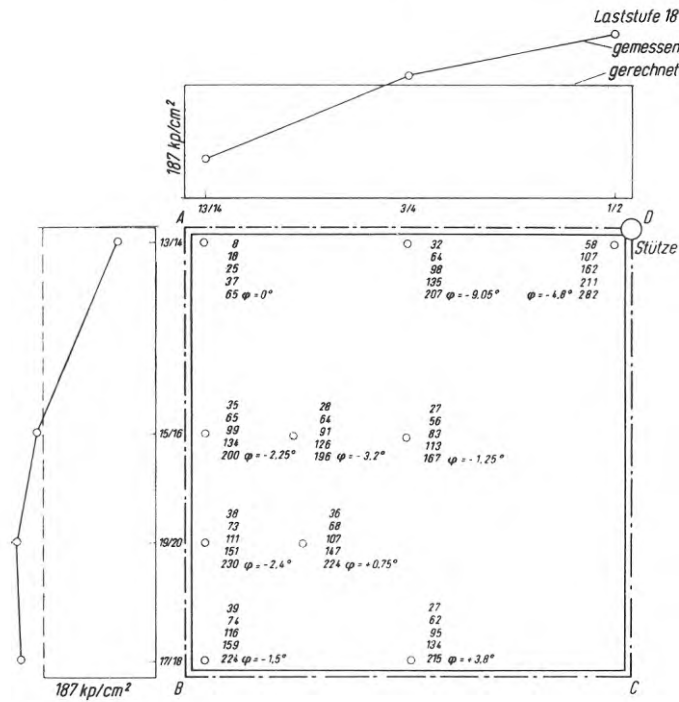 Laststufe 18
gemessen
gerechnet
187 kp/cm²
13/14 3/4 1/2
A D
Stütze
13/14
8 32 58
18 64 107
25 98 162
37 135 211
65 φ=0° 207 φ=-9,05° φ=-4,8° 282
35 28 27
65 64 56
99 91 83
15/16
134 126 113
200 φ=-2,25° 196 φ=-3,2° 167 φ=-1,25°
38 36
73 68
111 107
19/20
151 147
230 φ=-2,4° 224 φ=+0,75°
39 27
74 62
116 95
159 134
17/18
224 φ=-1,5° 215 φ=+3,8°
B C
187 kp/cm²